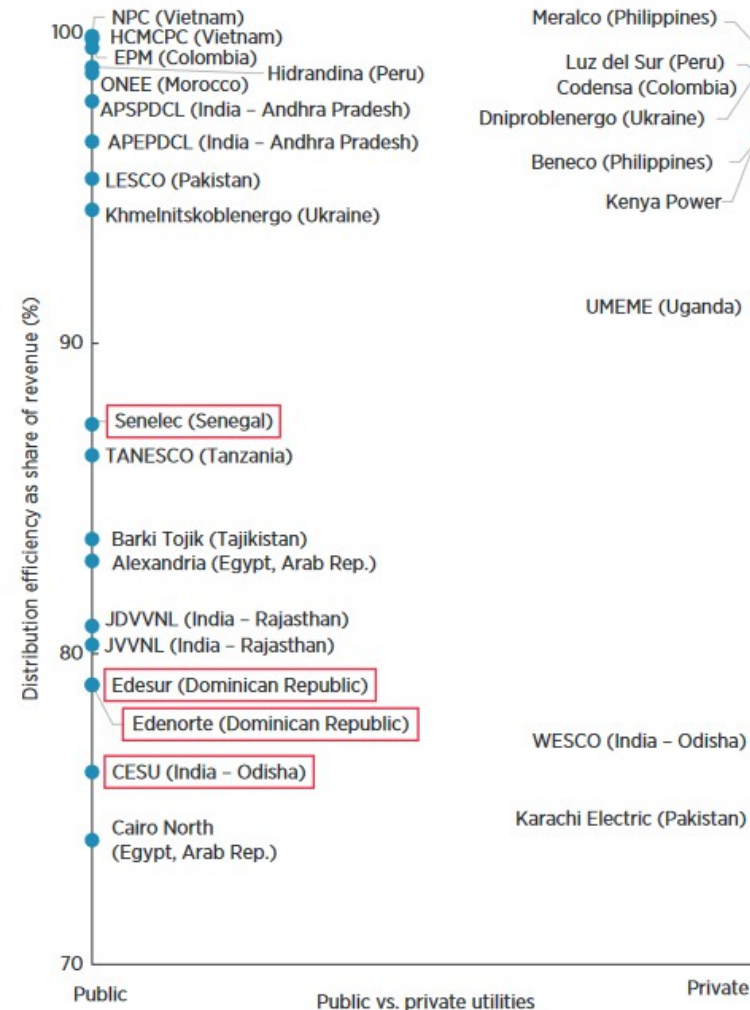 Distribution efficiency as share of revenue (%)
100
90
80
70
NPC (Vietnam)
HCMCPC (Vietnam)
EPM (Colombia)
Hidrandina (Peru)
ONEE (Morocco)
APSPDCL (India – Andhra Pradesh)
APEPDCL (India – Andhra Pradesh)
LESCO (Pakistan)
Khmelnitskoblenergo (Ukraine)
Senelec (Senegal)
TANESCO (Tanzania)
Barki Tojik (Tajikistan)
Alexandria (Egypt, Arab Rep.)
JDVVNL (India – Rajasthan)
JVVNL (India – Rajasthan)
Edesur (Dominican Republic)
Edenorte (Dominican Republic)
CESU (India – Odisha)
Cairo North
(Egypt, Arab Rep.)
Meralco (Philippines)
Luz del Sur (Peru)
Codensa (Colombia)
Dniproblenergo (Ukraine)
Beneco (Philippines)
Kenya Power
UMEME (Uganda)
WESCO (India – Odisha)
Karachi Electric (Pakistan)
Public
Public vs. private utilities
Private